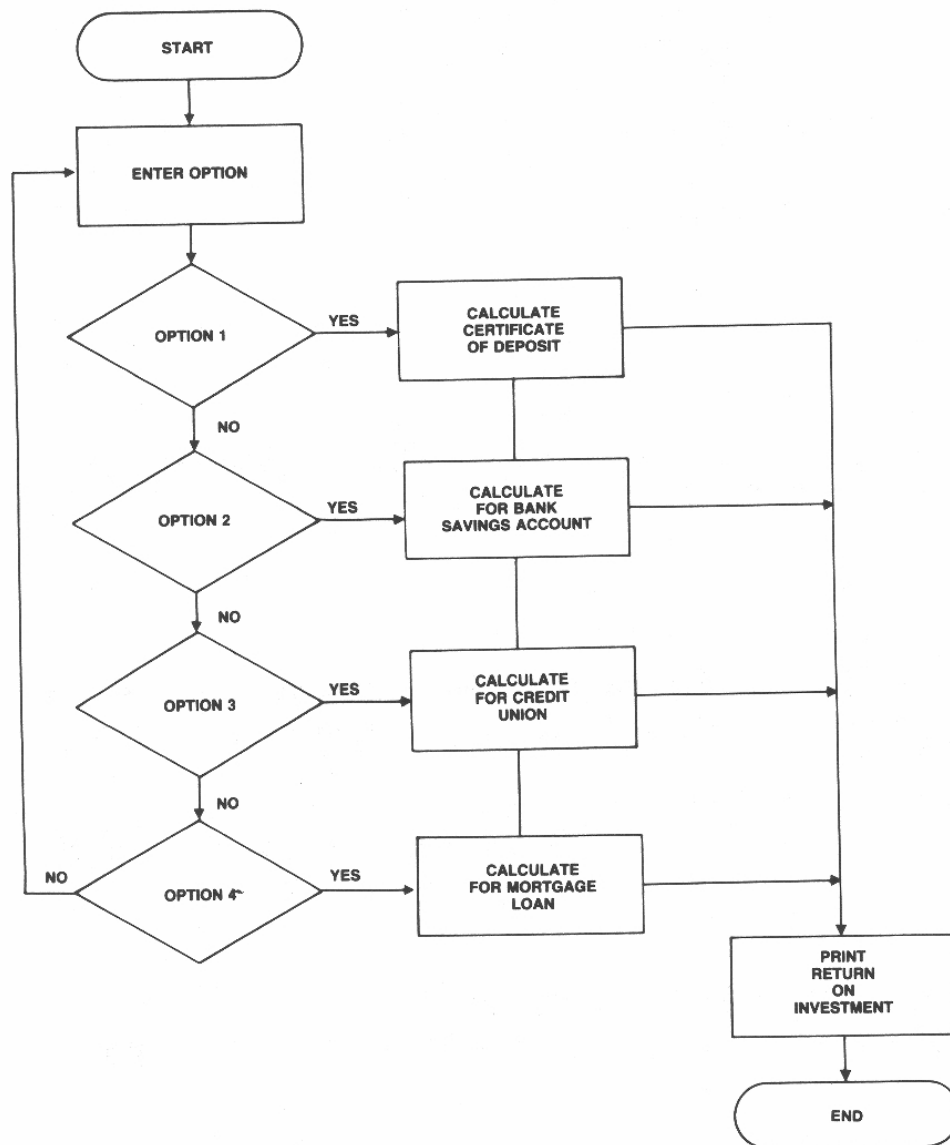 START
ENTER OPTION
OPTION 1
YES
CALCULATE
CERTIFICATE
OF DEPOSIT
NO
OPTION 2
YES
CALCULATE
FOR BANK
SAVINGS ACCOUNT
NO
OPTION 3
YES
CALCULATE
FOR CREDIT
UNION
NO
NO
OPTION 4
YES
CALCULATE
FOR MORTGAGE
LOAN
PRINT
RETURN
ON
INVESTMENT
END